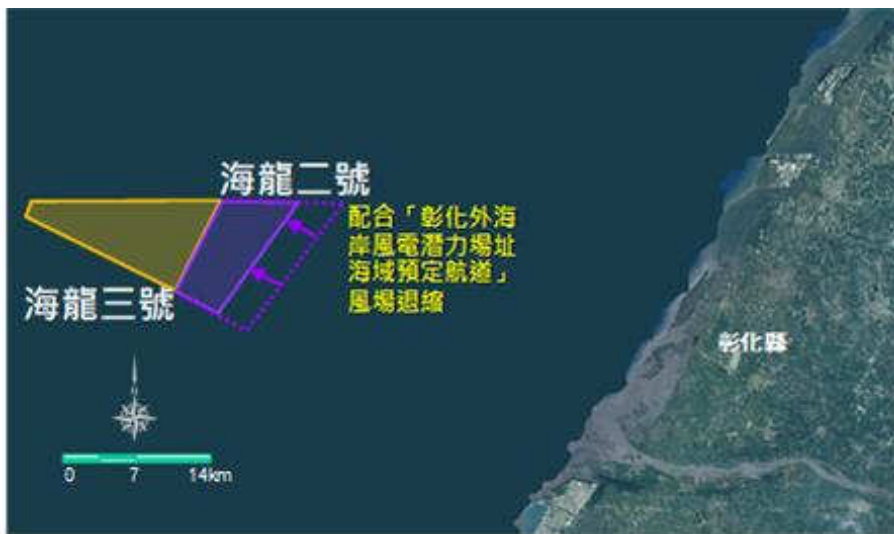 海龍二號
配合「彰化外海
岸風電潛力場址
海域預定航道」
風場退縮
海龍三號
彰化縣
0 7 14km